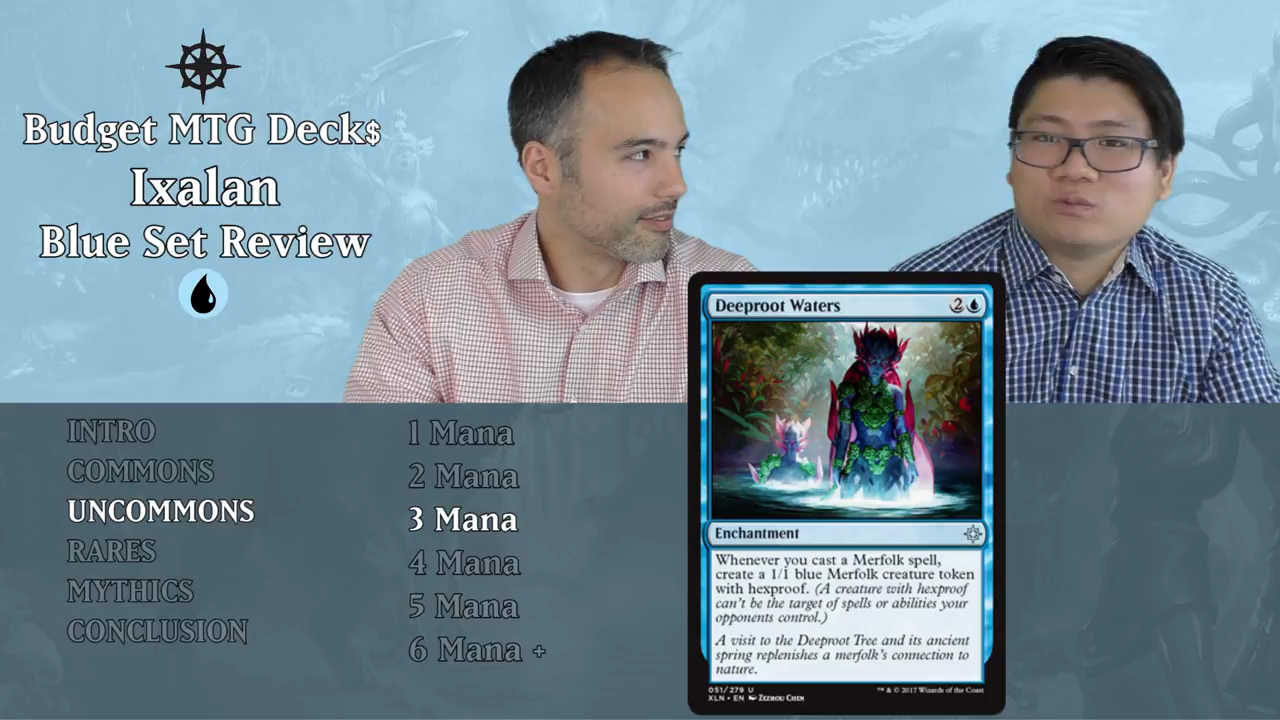 Budget MTG Deck$
Ixalan
Blue Set Review
INTRO
COMMONS
UNCOMMONS
RARES
MYTHICS
CONCLUSION
1 Mana
2 Mana
3 Mana
4 Mana
5 Mana
6 Mana +
Deeproot Waters
2
Enchantment
Whenever you cast a Merfolk spell,
create a 1/1 blue Merfolk creature token
with hexproof. (A creature with hexproof
can't be the target of spells or abilities your
opponents control.)
A visit to the Deeproot Tree and its ancient
spring replenishes a merfolk's connection to
nature.
051/279 U
XLN • EN Zezhou Chen
™ & © 2017 Wizards of the Coast